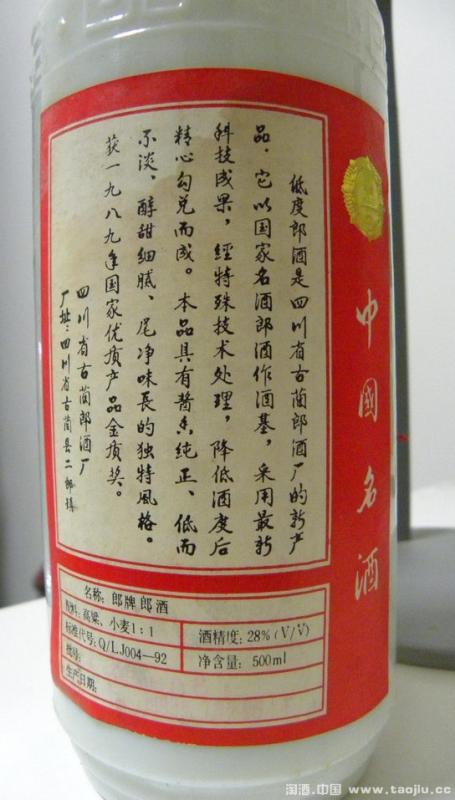 低度郎酒是四川省古蔺郎酒厂的新产
品，它以国家名酒郎酒作酒基，采用最新
科技成果，经特殊技术处理，降低酒度后
精心勾兑而成。本品具有酱香纯正、低而
不淡、醇甜细腻、尾净味长的独特风格。
获一九八九年国家优质产品金质奖。
四川省古蔺郎酒厂
厂址：四川省古蔺县二郎镇
中國名酒
名称：郎牌郎酒
配料：高粱、小麦1：1
标准代号：Q/LJ004—92
酒精度：28%（V/V）
批号：
净含量：500ml
生产日期：
淘酒.中国 www.taojiu.cc